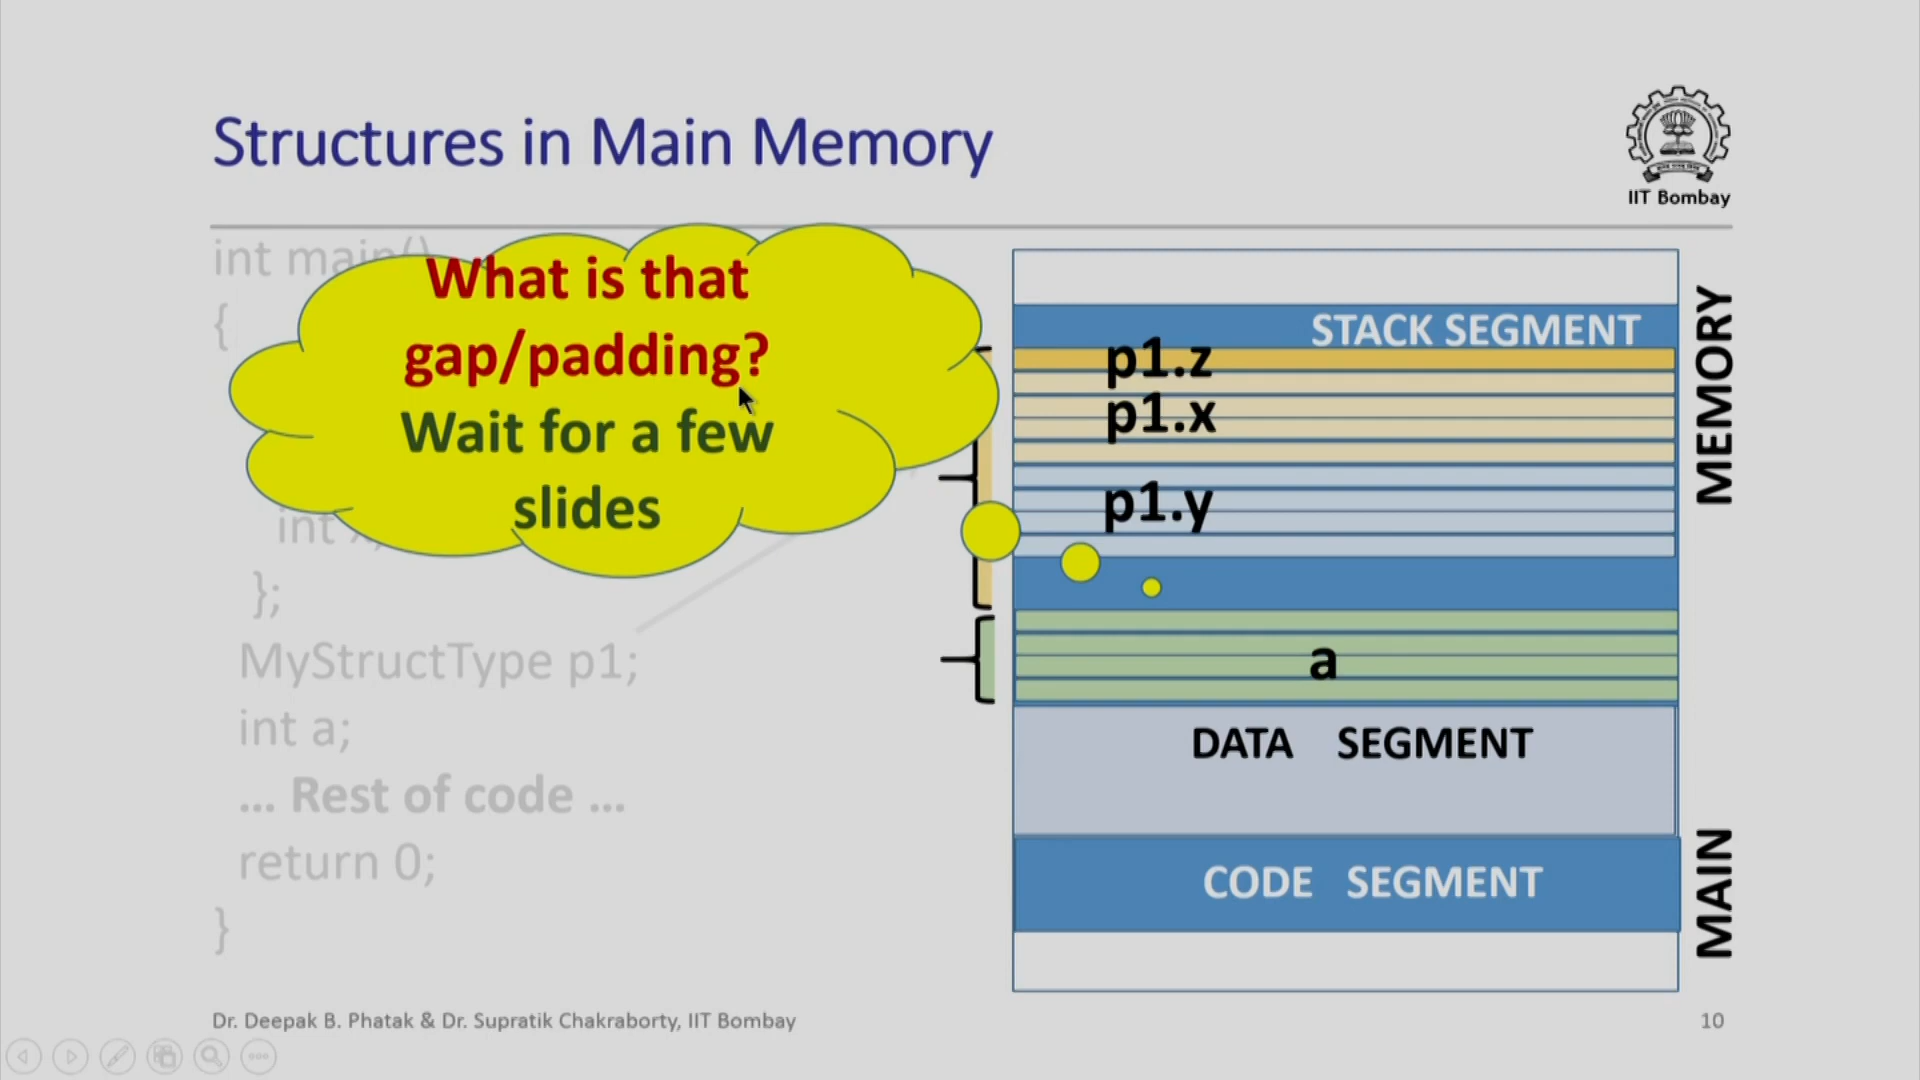 Structures in Main Memory
IIT Bombay
int main()
{
What is that
gap/padding?
Wait for a few
slides
int x;
};
MyStructType p1;
int a;
... Rest of code ...
return 0;
}
STACK SEGMENT
p1.z
p1.x
p1.y
a
DATA SEGMENT
CODE SEGMENT
MAIN MEMORY
Dr. Deepak B. Phatak & Dr. Supratik Chakraborty, IIT Bombay
10